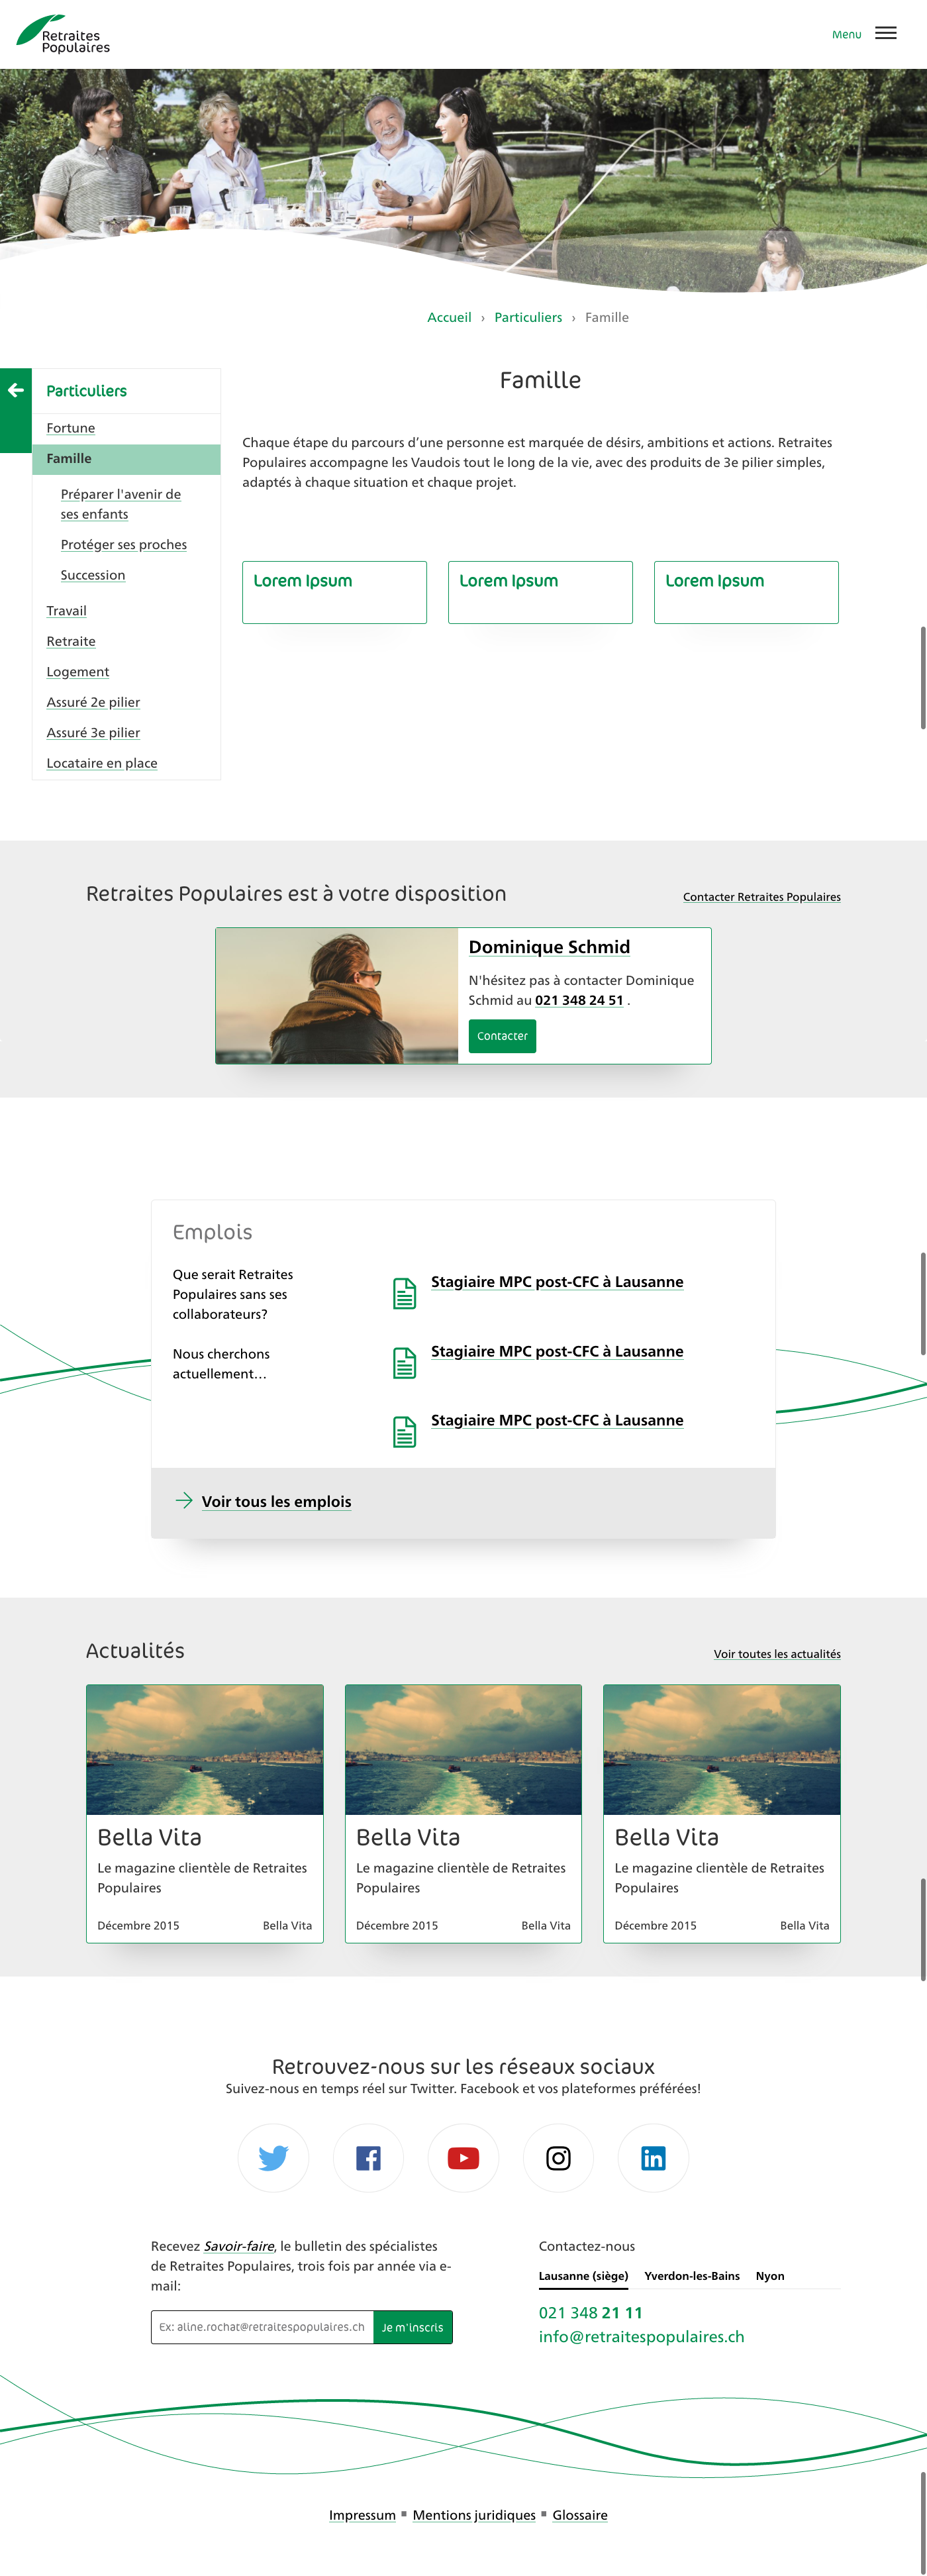 Retraites
Populaires
Menu
Accueil › Particuliers › Famille
Particuliers
Fortune
Famille
Préparer l'avenir de
ses enfants
Protéger ses proches
Succession
Travail
Retraite
Logement
Assuré 2e pilier
Assuré 3e pilier
Locataire en place
Famille
Chaque étape du parcours d’une personne est marquée de désirs, ambitions et actions. Retraites
Populaires accompagne les Vaudois tout le long de la vie, avec des produits de 3e pilier simples,
adaptés à chaque situation et chaque projet.
Lorem Ipsum
Lorem Ipsum
Lorem Ipsum
Retraites Populaires est à votre disposition
Contacter Retraites Populaires
Dominique Schmid
N'hésitez pas à contacter Dominique
Schmid au 021 348 24 51 .
Contacter
Emplois
Que serait Retraites
Populaires sans ses
collaborateurs?
Nous cherchons
actuellement…
Stagiaire MPC post-CFC à Lausanne
Stagiaire MPC post-CFC à Lausanne
Stagiaire MPC post-CFC à Lausanne
Voir tous les emplois
Actualités
Voir toutes les actualités
Bella Vita
Le magazine clientèle de Retraites
Populaires
Décembre 2015 Bella Vita
Bella Vita
Le magazine clientèle de Retraites
Populaires
Décembre 2015 Bella Vita
Bella Vita
Le magazine clientèle de Retraites
Populaires
Décembre 2015 Bella Vita
Retrouvez-nous sur les réseaux sociaux
Suivez-nous en temps réel sur Twitter. Facebook et vos plateformes préférées!
Recevez Savoir-faire, le bulletin des spécialistes
de Retraites Populaires, trois fois par année via e-
mail:
Ex: aline.rochat@retraitespopulaires.ch
Je m'inscris
Contactez-nous
Lausanne (siège) Yverdon-les-Bains Nyon
021 348 21 11
info@retraitespopulaires.ch
Impressum ▪ Mentions juridiques ▪ Glossaire